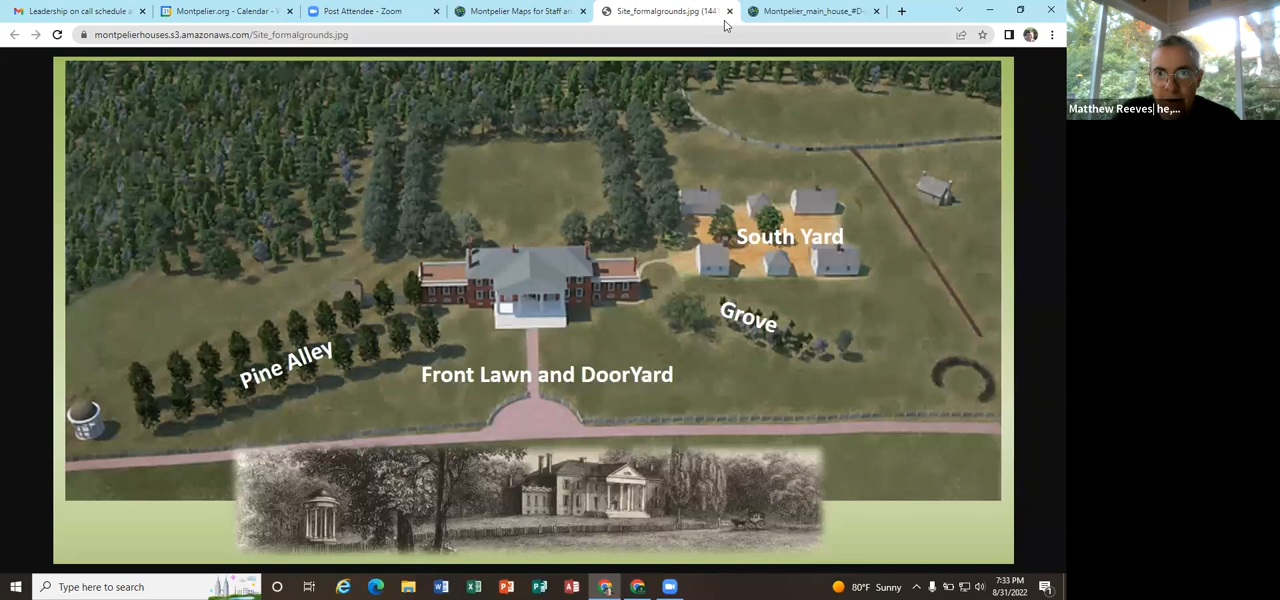 Leadership on call schedule a
Montpelier.org - Calendar - W
Post Attendee - Zoom
Montpelier Maps for Staff an
Site_formalgrounds.jpg (1441
Montpelier_main_house_#D
montpelierhouses.s3.amazonaws.com/Site_formalgrounds.jpg
Matthew Reeves| he,...
South Yard
Grove
Pine Alley
Front Lawn and DoorYard
Type here to search
80°F Sunny
7:33 PM
8/31/2022